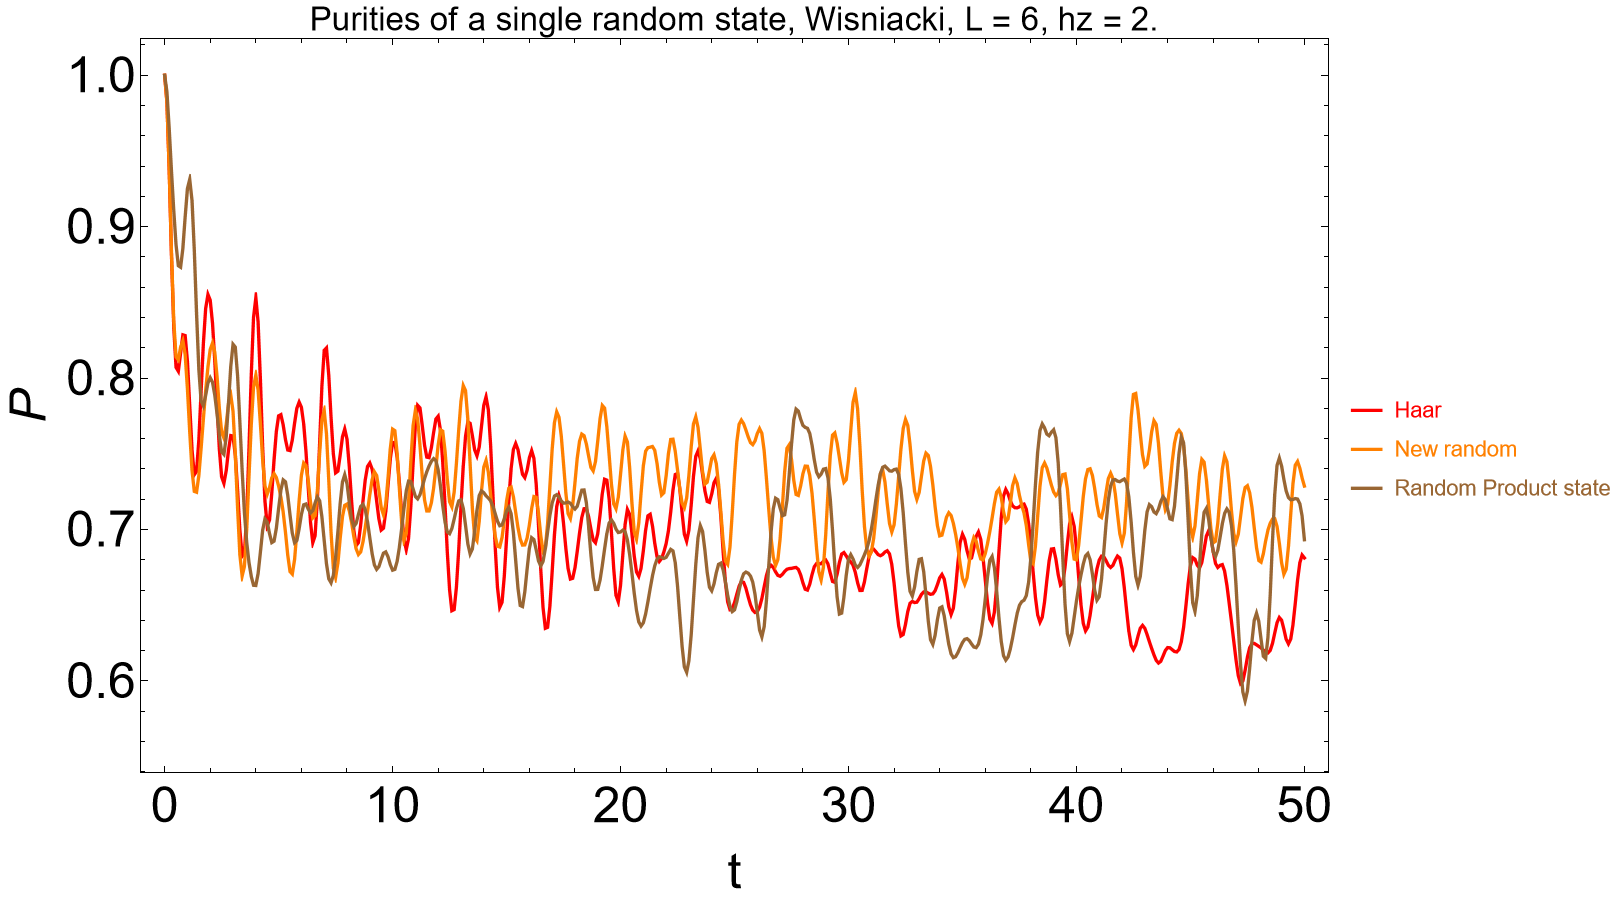 Purities of a single random state, Wisniacki, L = 6, hz = 2.
1.0
0.9
0.8
0.7
0.6
P
0 10 20 30 40 50
t
Haar
New random
Random Product state